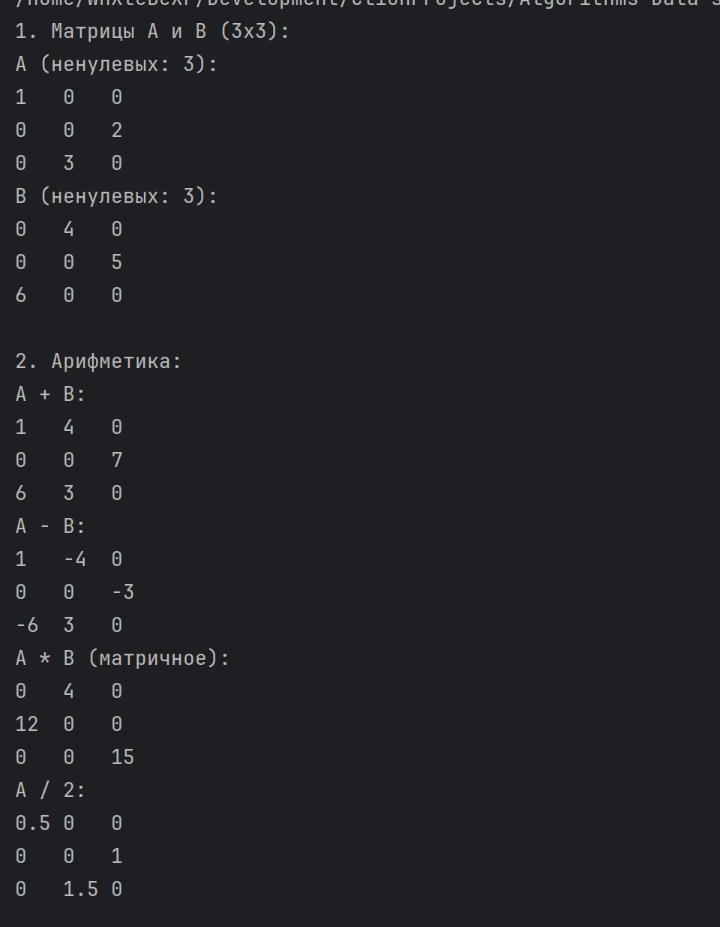 1. Матрицы A и B (3x3):
A (ненулевых: 3):
1 0 0
0 0 2
0 3 0
B (ненулевых: 3):
0 4 0
0 0 5
6 0 0
2. Арифметика:
A + B:
1 4 0
0 0 7
6 3 0
A - B:
1 -4 0
0 0 -3
-6 3 0
A * B (матричное):
0 4 0
12 0 0
0 0 15
A / 2:
0.5 0 0
0 0 1
0 1.5 0